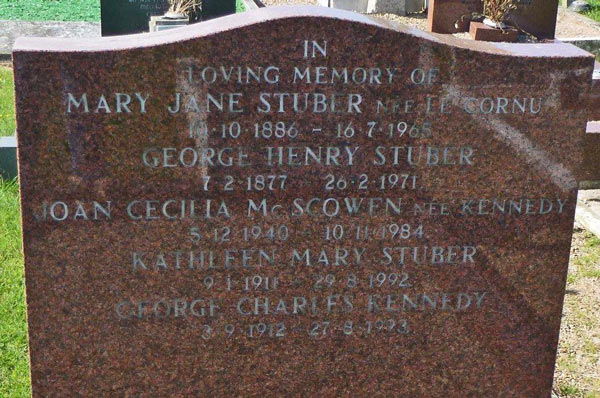 IN
LOVING MEMORY OF
MARY JANE STUBER NÉE LE CORNU
10 1886 - 16 7 1965
GEORGE HENRY STUBER
7 2 1877 - 26 2 1971
JOAN CECILIA MCSCOWEN NÉE KENNEDY
5 12 1940 10 11 1984
KATHLEEN MARY STUBER
9 1 29 8 1992
GEORGE CHARLES KENNEDY
3 9 1912 27 8 1993